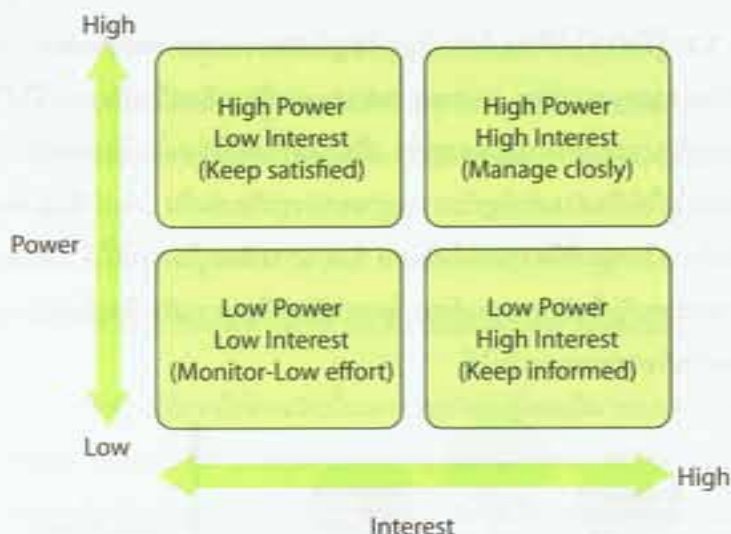 High
High Power
Low Interest
(Keep satisfied)
High Power
High Interest
(Manage closly)
Power
Low Power
Low Interest
(Monitor-Low effort)
Low Power
High Interest
(Keep informed)
Low
High
Interest